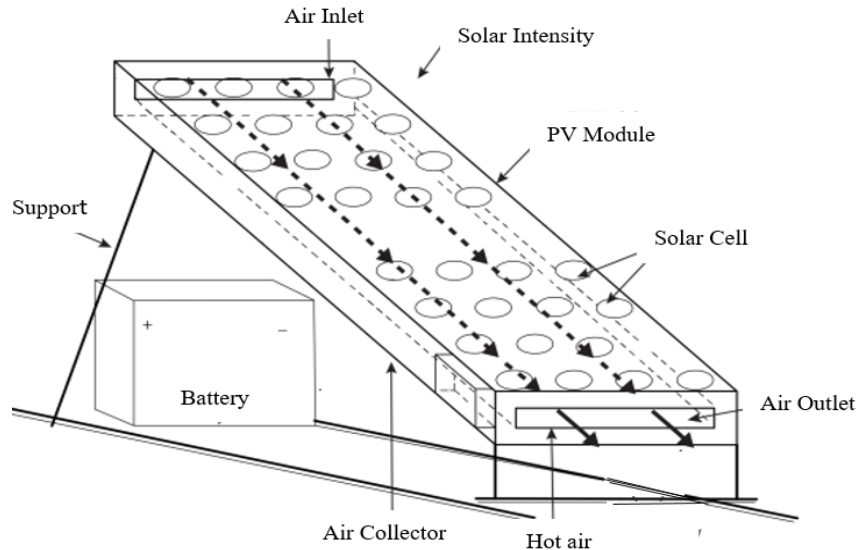 Air Inlet
Solar Intensity
PV Module
Support
Solar Cell
+ −
Battery
Air Outlet
Air Collector
Hot air